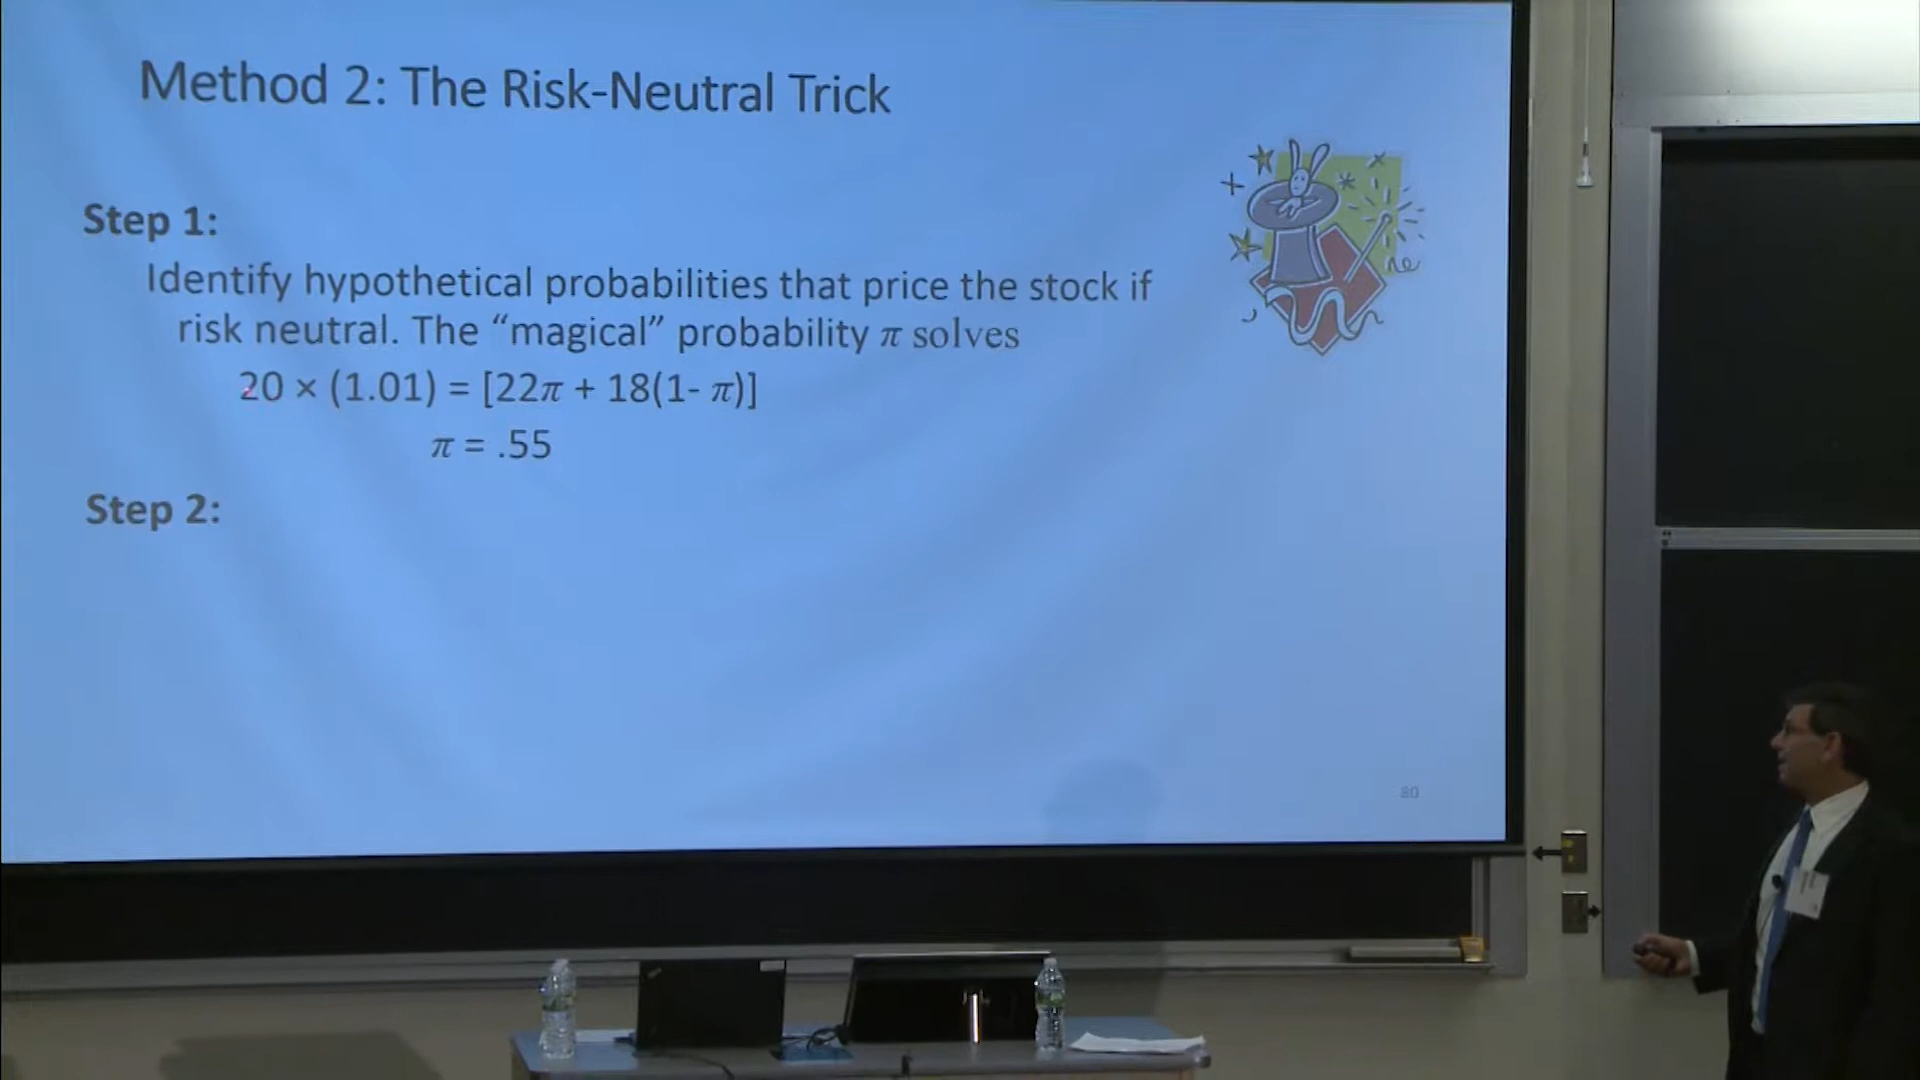 Method 2: The Risk-Neutral Trick
Step 1:
Identify hypothetical probabilities that price the stock if
risk neutral. The “magical” probability π solves
20 × (1.01) = [22π + 18(1- π)]
π = .55
Step 2:
80